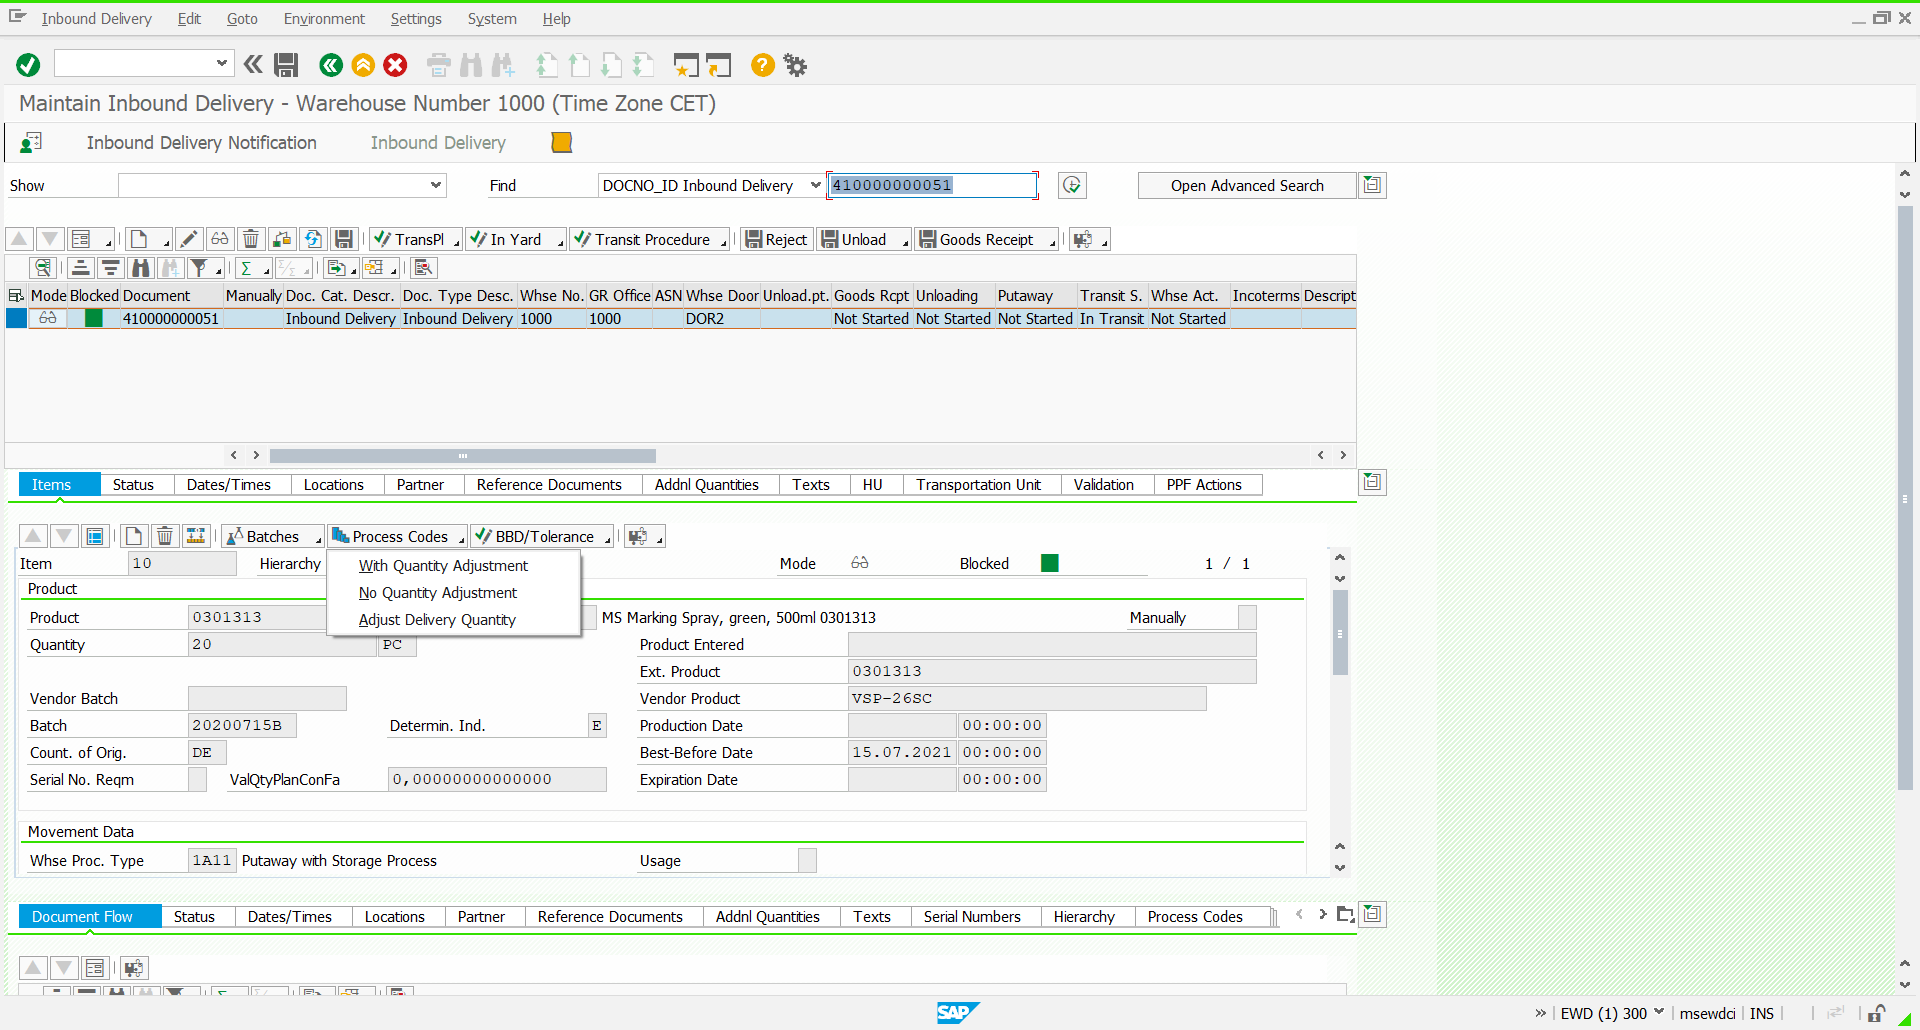 Inbound Delivery Edit Goto Environment Settings System Help
Maintain Inbound Delivery - Warehouse Number 1000 (Time Zone CET)
Inbound Delivery Notification Inbound Delivery
Show Find DOCNO_ID Inbound Delivery 410000000051 Open Advanced Search
TransPl In Yard Transit Procedure Reject Unload Goods Receipt
Mode Blocked Document Manually Doc. Cat. Descr. Doc. Type Desc. Whse No. GR Office ASN Whse Door Unload.pt. Goods Rcpt Unloading Putaway Transit S. Whse Act. Incoterms Descript
410000000051 Inbound Delivery Inbound Delivery 1000 1000 DOR2 Not Started Not Started Not Started In Transit Not Started
Items Status Dates/Times Locations Partner Reference Documents Addnl Quantities Texts HU Transportation Unit Validation PPF Actions
Batches Process Codes BBD/Tolerance
Item 10 Hierarchy Mode Blocked 1 / 1
With Quantity Adjustment
No Quantity Adjustment
Adjust Delivery Quantity
Product
Product 0301313 MS Marking Spray, green, 500ml 0301313 Manually
Quantity 20 PC Product Entered
Ext. Product 0301313
Vendor Batch Vendor Product VSP-26SC
Batch 20200715B Determin. Ind. E Production Date 00:00:00
Count. of Orig. DE Best-Before Date 15.07.2021 00:00:00
Serial No. Reqm ValQtyPlanConFa 0,00000000000000 Expiration Date 00:00:00
Movement Data
Whse Proc. Type 1A11 Putaway with Storage Process Usage
Document Flow Status Dates/Times Locations Partner Reference Documents Addnl Quantities Texts Serial Numbers Hierarchy Process Codes
SAP EWD (1) 300 msewdci INS